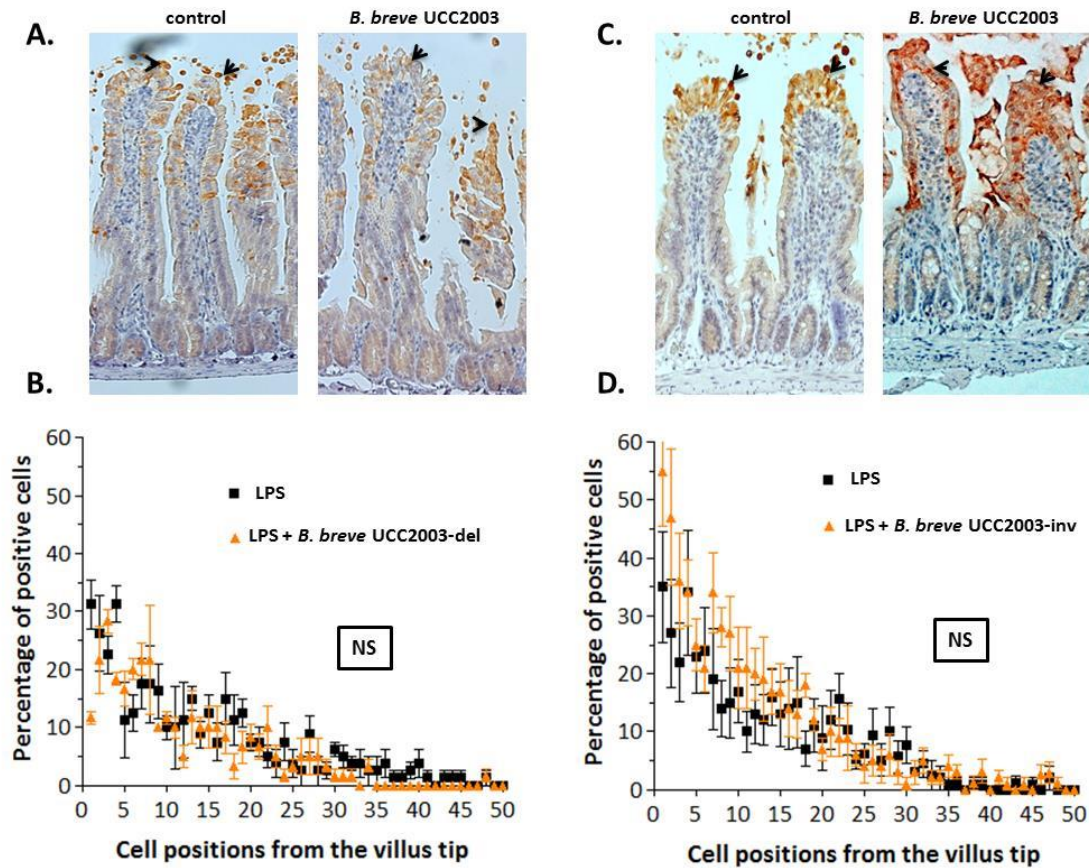 A.
control
B. breve UCC2003
C.
control
B. breve UCC2003
B.
Percentage of positive cells
60
50
40
30
20
10
0
LPS
LPS + B. breve UCC2003-del
NS
0 5 10 15 20 25 30 35 40 45 50
Cell positions from the villus tip
D.
Percentage of positive cells
60
50
40
30
20
10
0
LPS
LPS + B. breve UCC2003-inv
NS
0 5 10 15 20 25 30 35 40 45 50
Cell positions from the villus tip